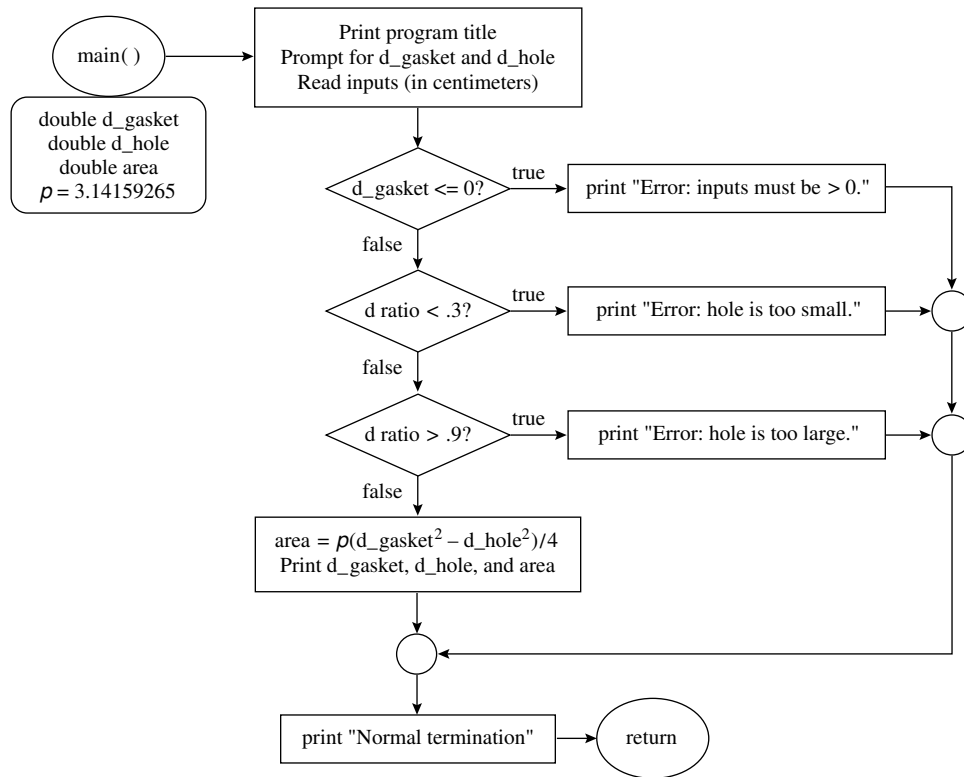 main( )
Print program title
Prompt for d_gasket and d_hole
Read inputs (in centimeters)
double d_gasket
double d_hole
double area
p = 3.14159265
d_gasket <= 0?
true
print "Error: inputs must be > 0."
false
d ratio < .3?
true
print "Error: hole is too small."
false
d ratio > .9?
true
print "Error: hole is too large."
false
area = p(d_gasket² – d_hole²)/4
Print d_gasket, d_hole, and area
print "Normal termination"
return